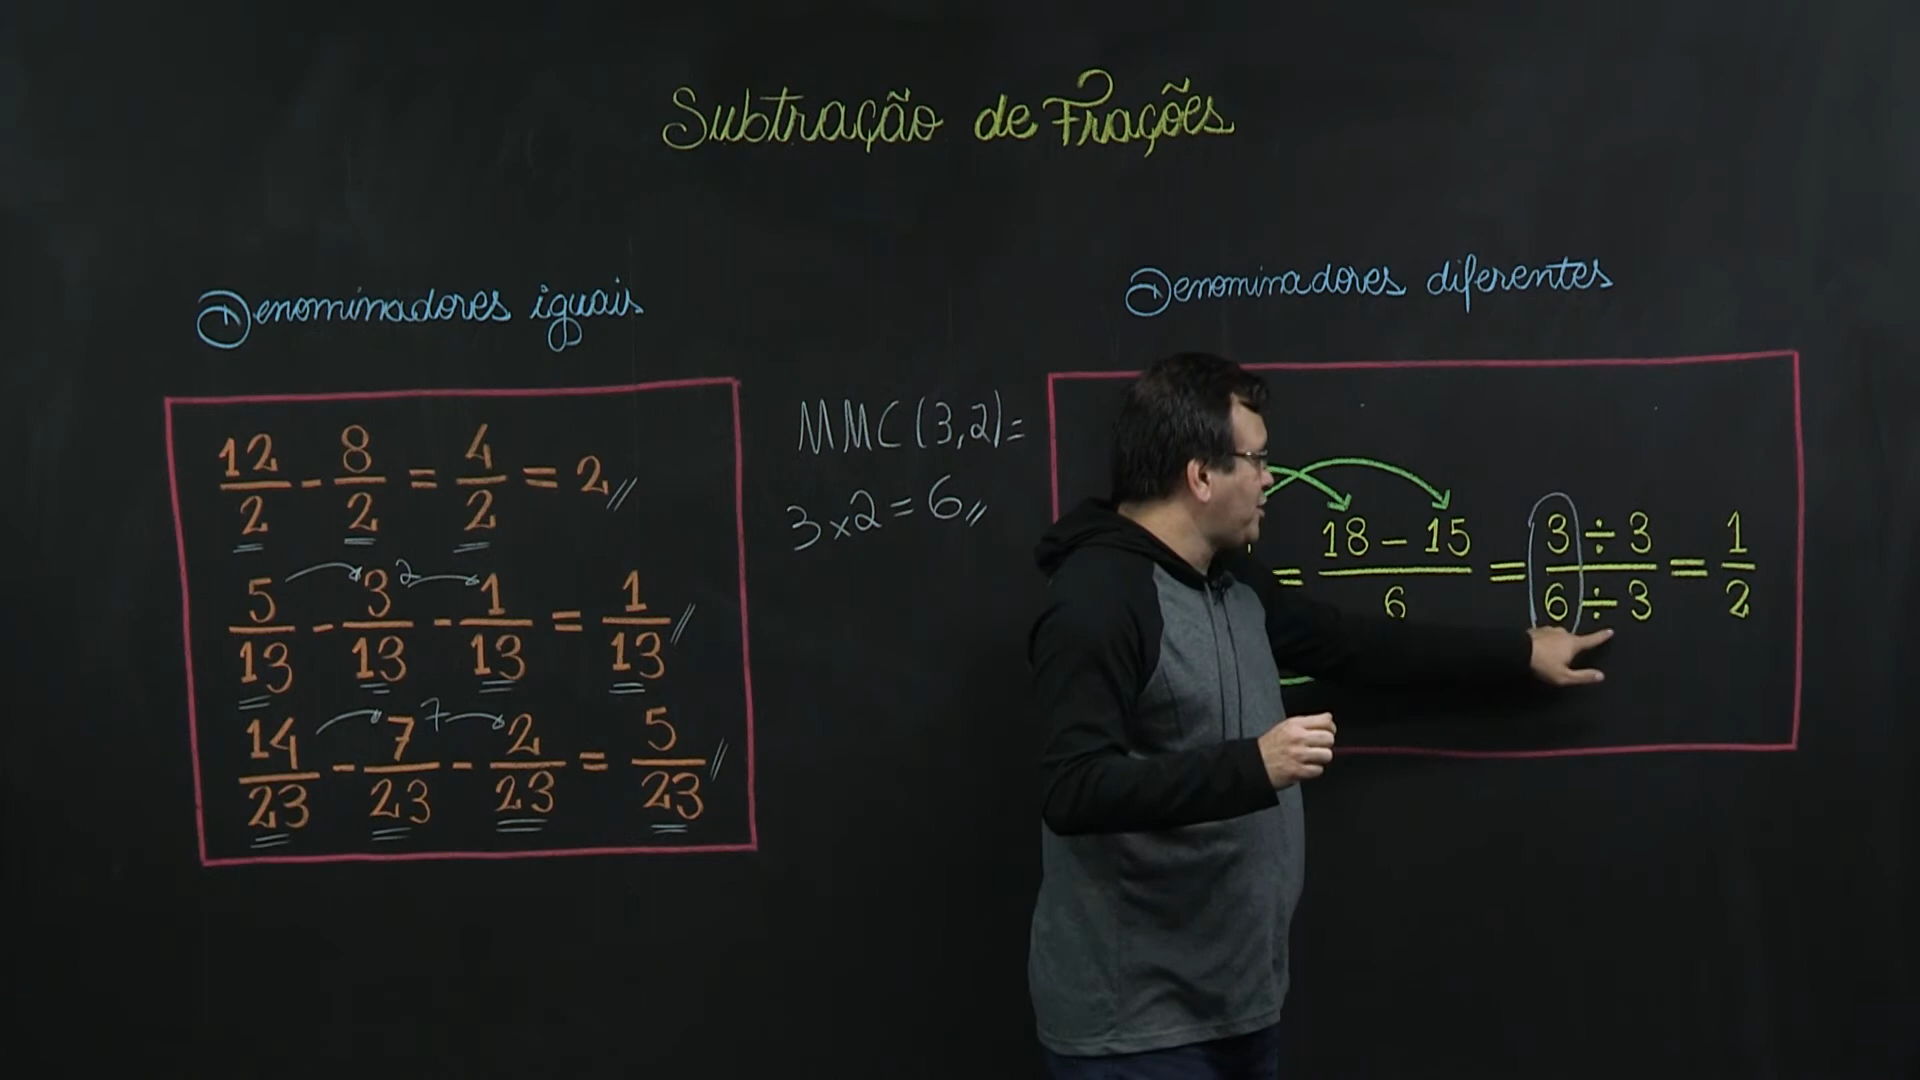 Subtração de Frações
Denominadores iguais
12/2 - 8/2 = 4/2 = 2
5/13 - 3/13 - 1/13 = 1/13
2
14/23 - 7/23 - 2/23 = 5/23
7
MMC(3,2)=
3x2=6
Denominadores diferentes
= 18 - 15/6 = 3 ÷ 3/6 ÷ 3 = 1/2